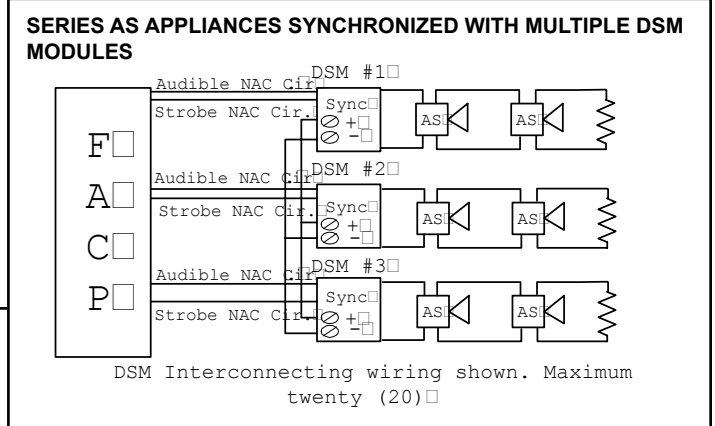 SERIES AS APPLIANCES SYNCHRONIZED WITH MULTIPLE DSM
MODULES
DSM #1
Audible NAC Cir
Strobe NAC Cir.
Sync
+
-
AS
AS
F
A
C
P
DSM #2
Audible NAC Cir
Strobe NAC Cir.
Sync
+
-
AS
AS
DSM #3
Audible NAC Cir
Strobe NAC Cir.
Sync
+
-
AS
AS
DSM Interconnecting wiring shown. Maximum
twenty (20)